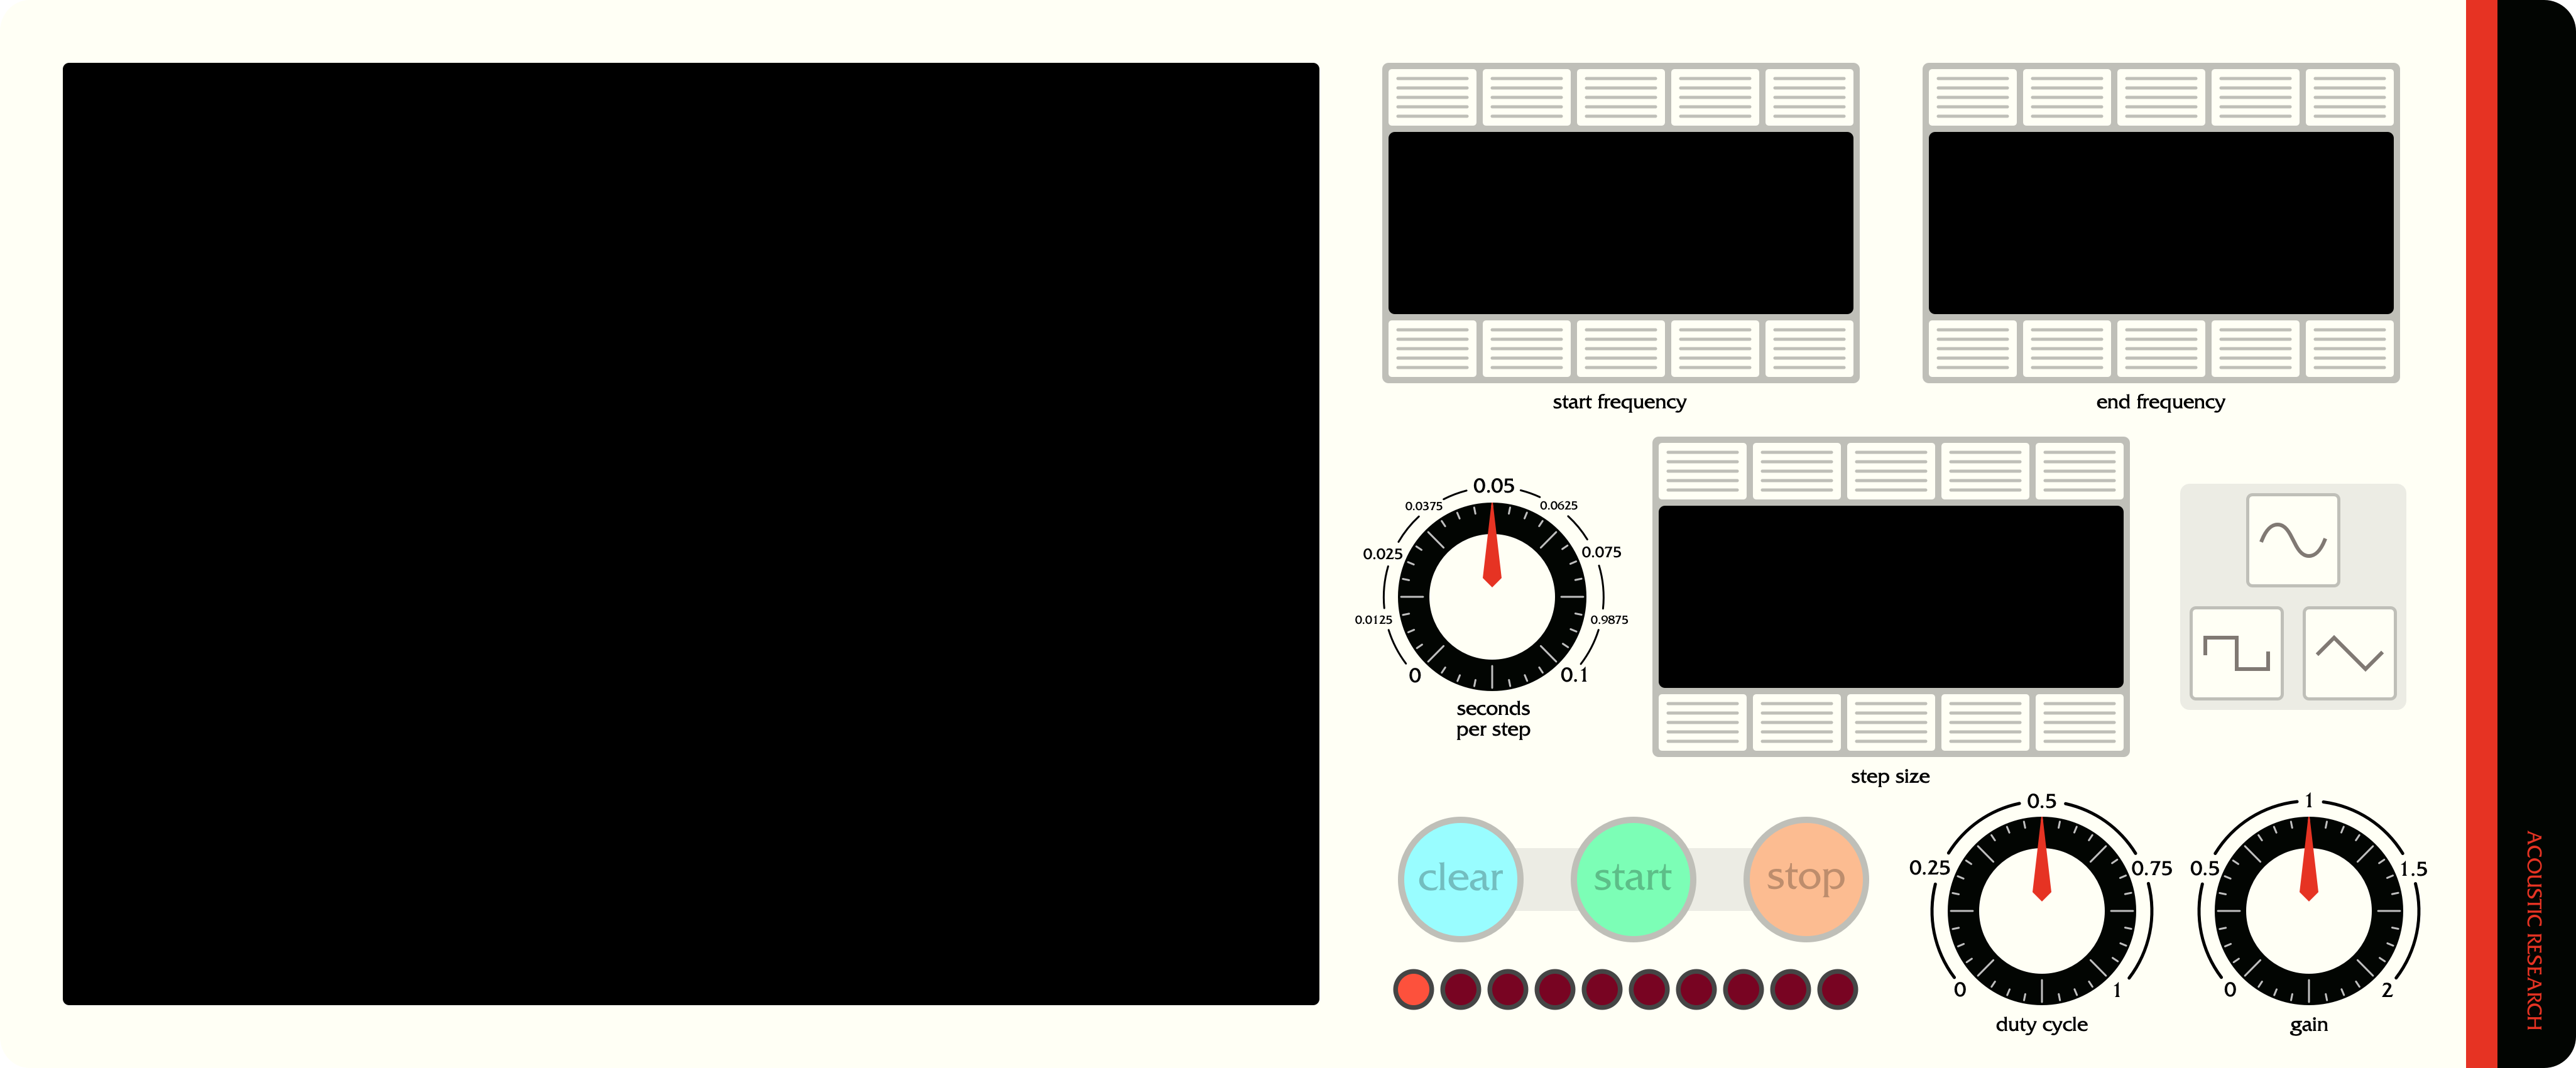 start frequency
end frequency
0.05
0.0375
0.0625
0.025
0.075
0.0125
0.9875
0
0.1
seconds
per step
step size
clear
start
stop
0.5
0.25
0.75
0
1
duty cycle
1
0.5
1.5
0
2
gain
ACOUSTIC RESEARCH